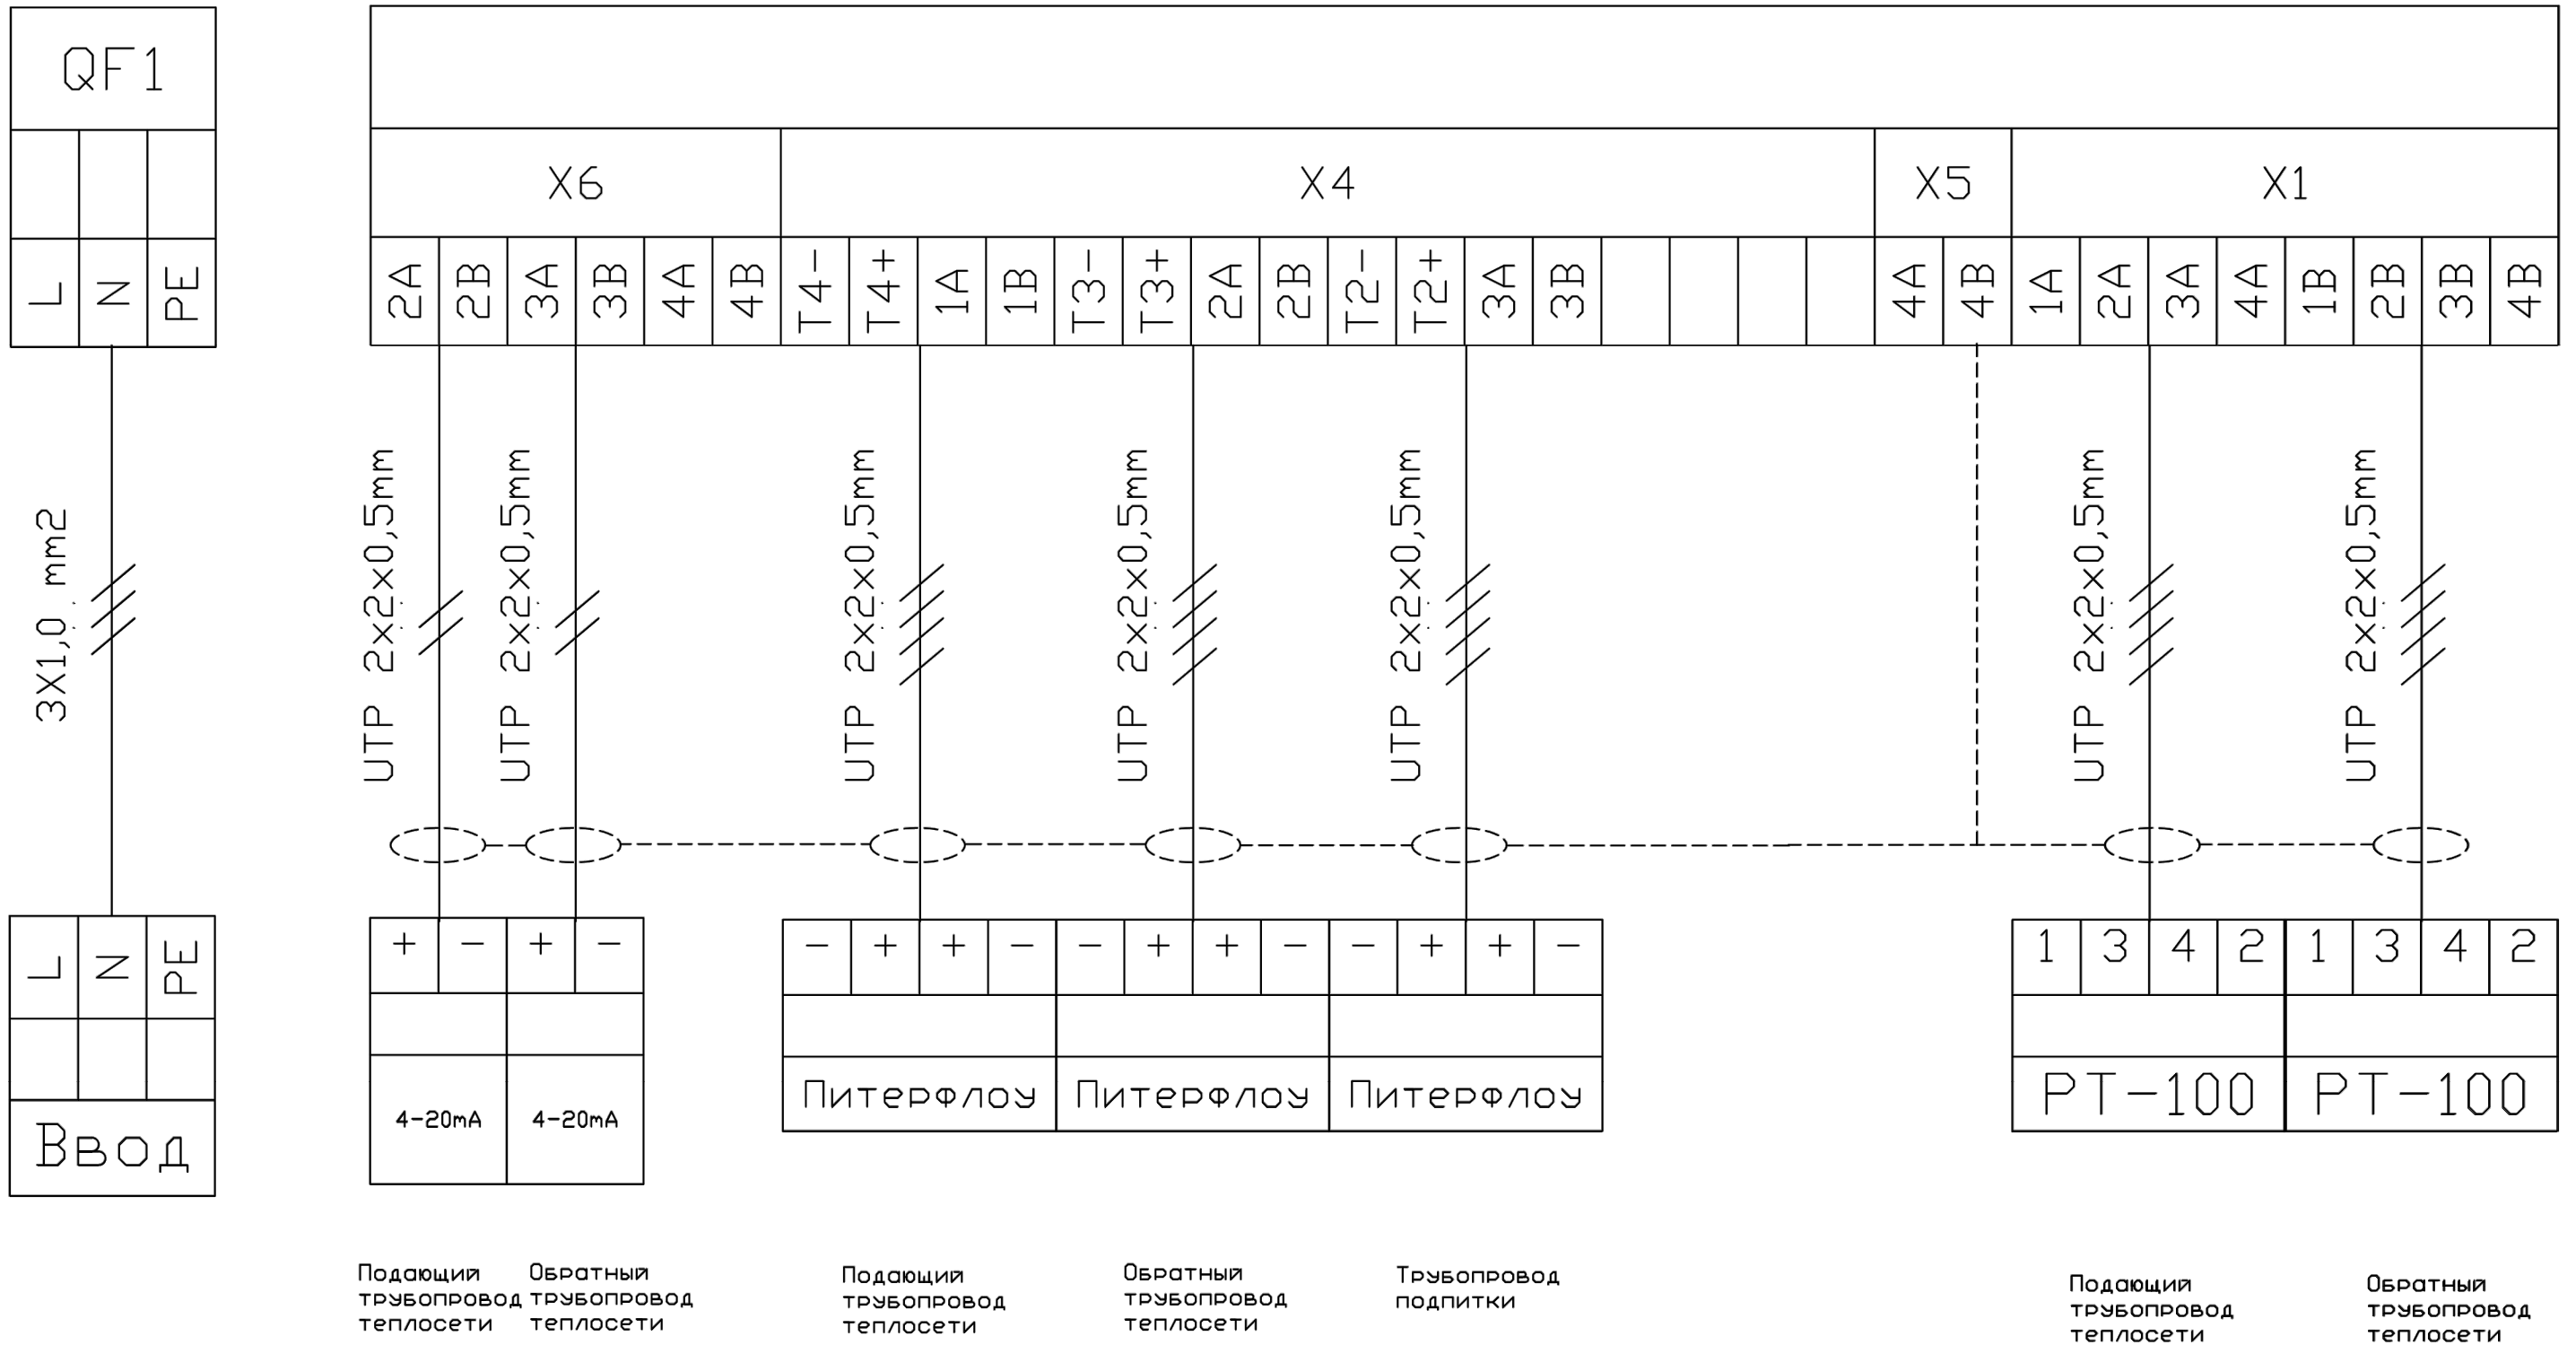 QF1
X6 X4 X5 X1
L N PE
2A 2B 3A 3B 4A 4B T4- T4+ 1A 1B T3- T3+ 2A 2B T2- T2+ 3A 3B 4A 4B 1A 2A 3A 4A 1B 2B 3B 4B
3X1,0 mm2
UTP 2x2x0,5mm
UTP 2x2x0,5mm
UTP 2x2x0,5mm
UTP 2x2x0,5mm
UTP 2x2x0,5mm
UTP 2x2x0,5mm
UTP 2x2x0,5mm
L N PE
+ - + -
- + + - - + + - - + + -
1 3 4 2 1 3 4 2
Ввод
4-20mA 4-20mA
Питерфлоу Питерфлоу Питерфлоу
PT-100 PT-100
Подающий
трубопровод
теплосети
Обратный
трубопровод
теплосети
Подающий
трубопровод
теплосети
Обратный
трубопровод
теплосети
Трубопровод
подпитки
Подающий
трубопровод
теплосети
Обратный
трубопровод
теплосети